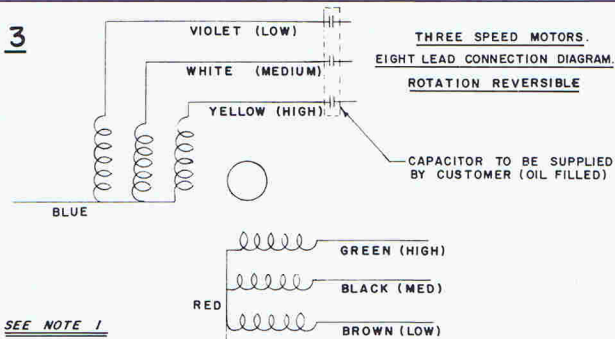 3
VIOLET (LOW)
WHITE (MEDIUM)
YELLOW (HIGH)
THREE SPEED MOTORS.
EIGHT LEAD CONNECTION DIAGRAM.
ROTATION REVERSIBLE
CAPACITOR TO BE SUPPLIED
BY CUSTOMER (OIL FILLED)
BLUE
GREEN (HIGH)
BLACK (MED)
RED
BROWN (LOW)
SEE NOTE 1